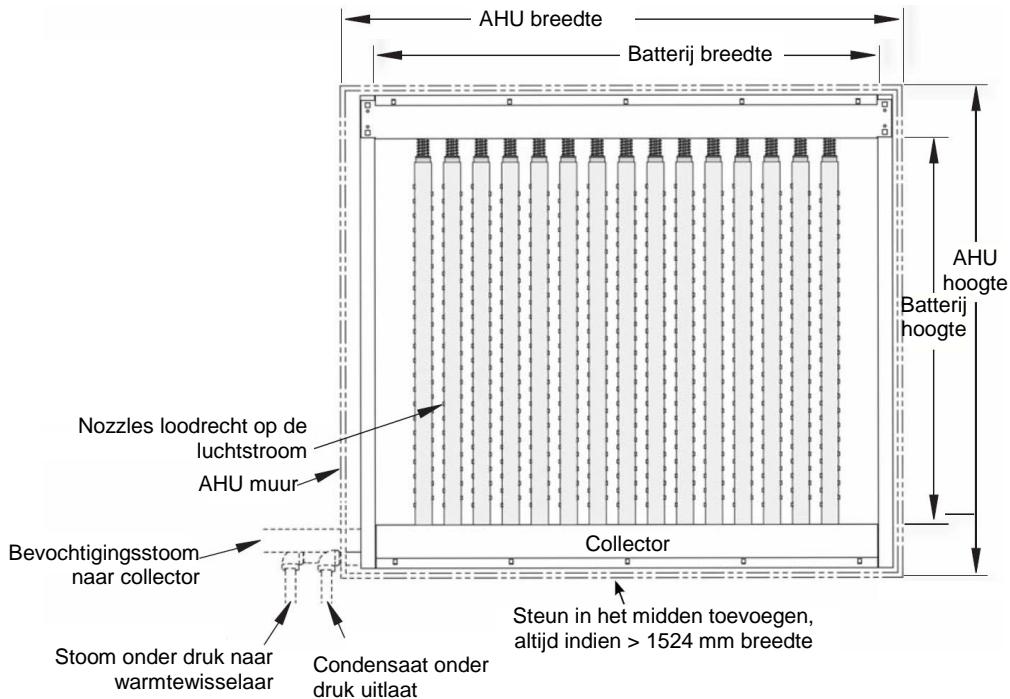 AHU breedte
Batterij breedte
AHU
hoogte
Batterij
hoogte
Nozzles loodrecht op de
luchtstroom
AHU muur
Bevochtigingsstoom
naar collector
Collector
Steun in het midden toevoegen,
altijd indien > 1524 mm breedte
Stoom onder druk naar
warmtewisselaar
Condensaat onder
druk uitlaat